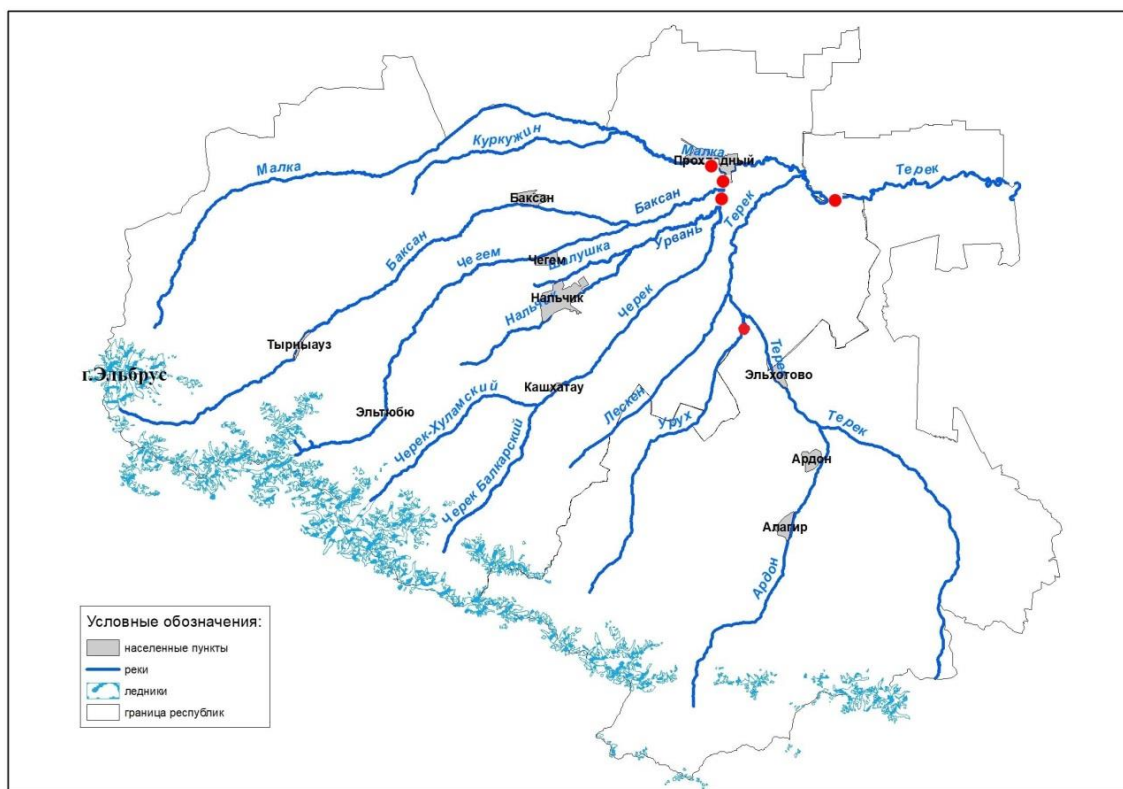 Куркужин
Малка
Прохладный
Малка
Терек
Баксан
Баксан
Терек
Урвань
Шалушка
Чегем
Чегем
Баксан
Нальчик
Нальчик
Черек
Тырныауз
г.Эльбрус
Терек
Эльхотово
Кашхатау
Эльтюбю
Черек-Хуламский
Лескен
Урух
Терек
Ардон
Черек Балкарский
Алагир
Ардон
Условные обозначения:
населенные пункты
реки
ледники
граница республик